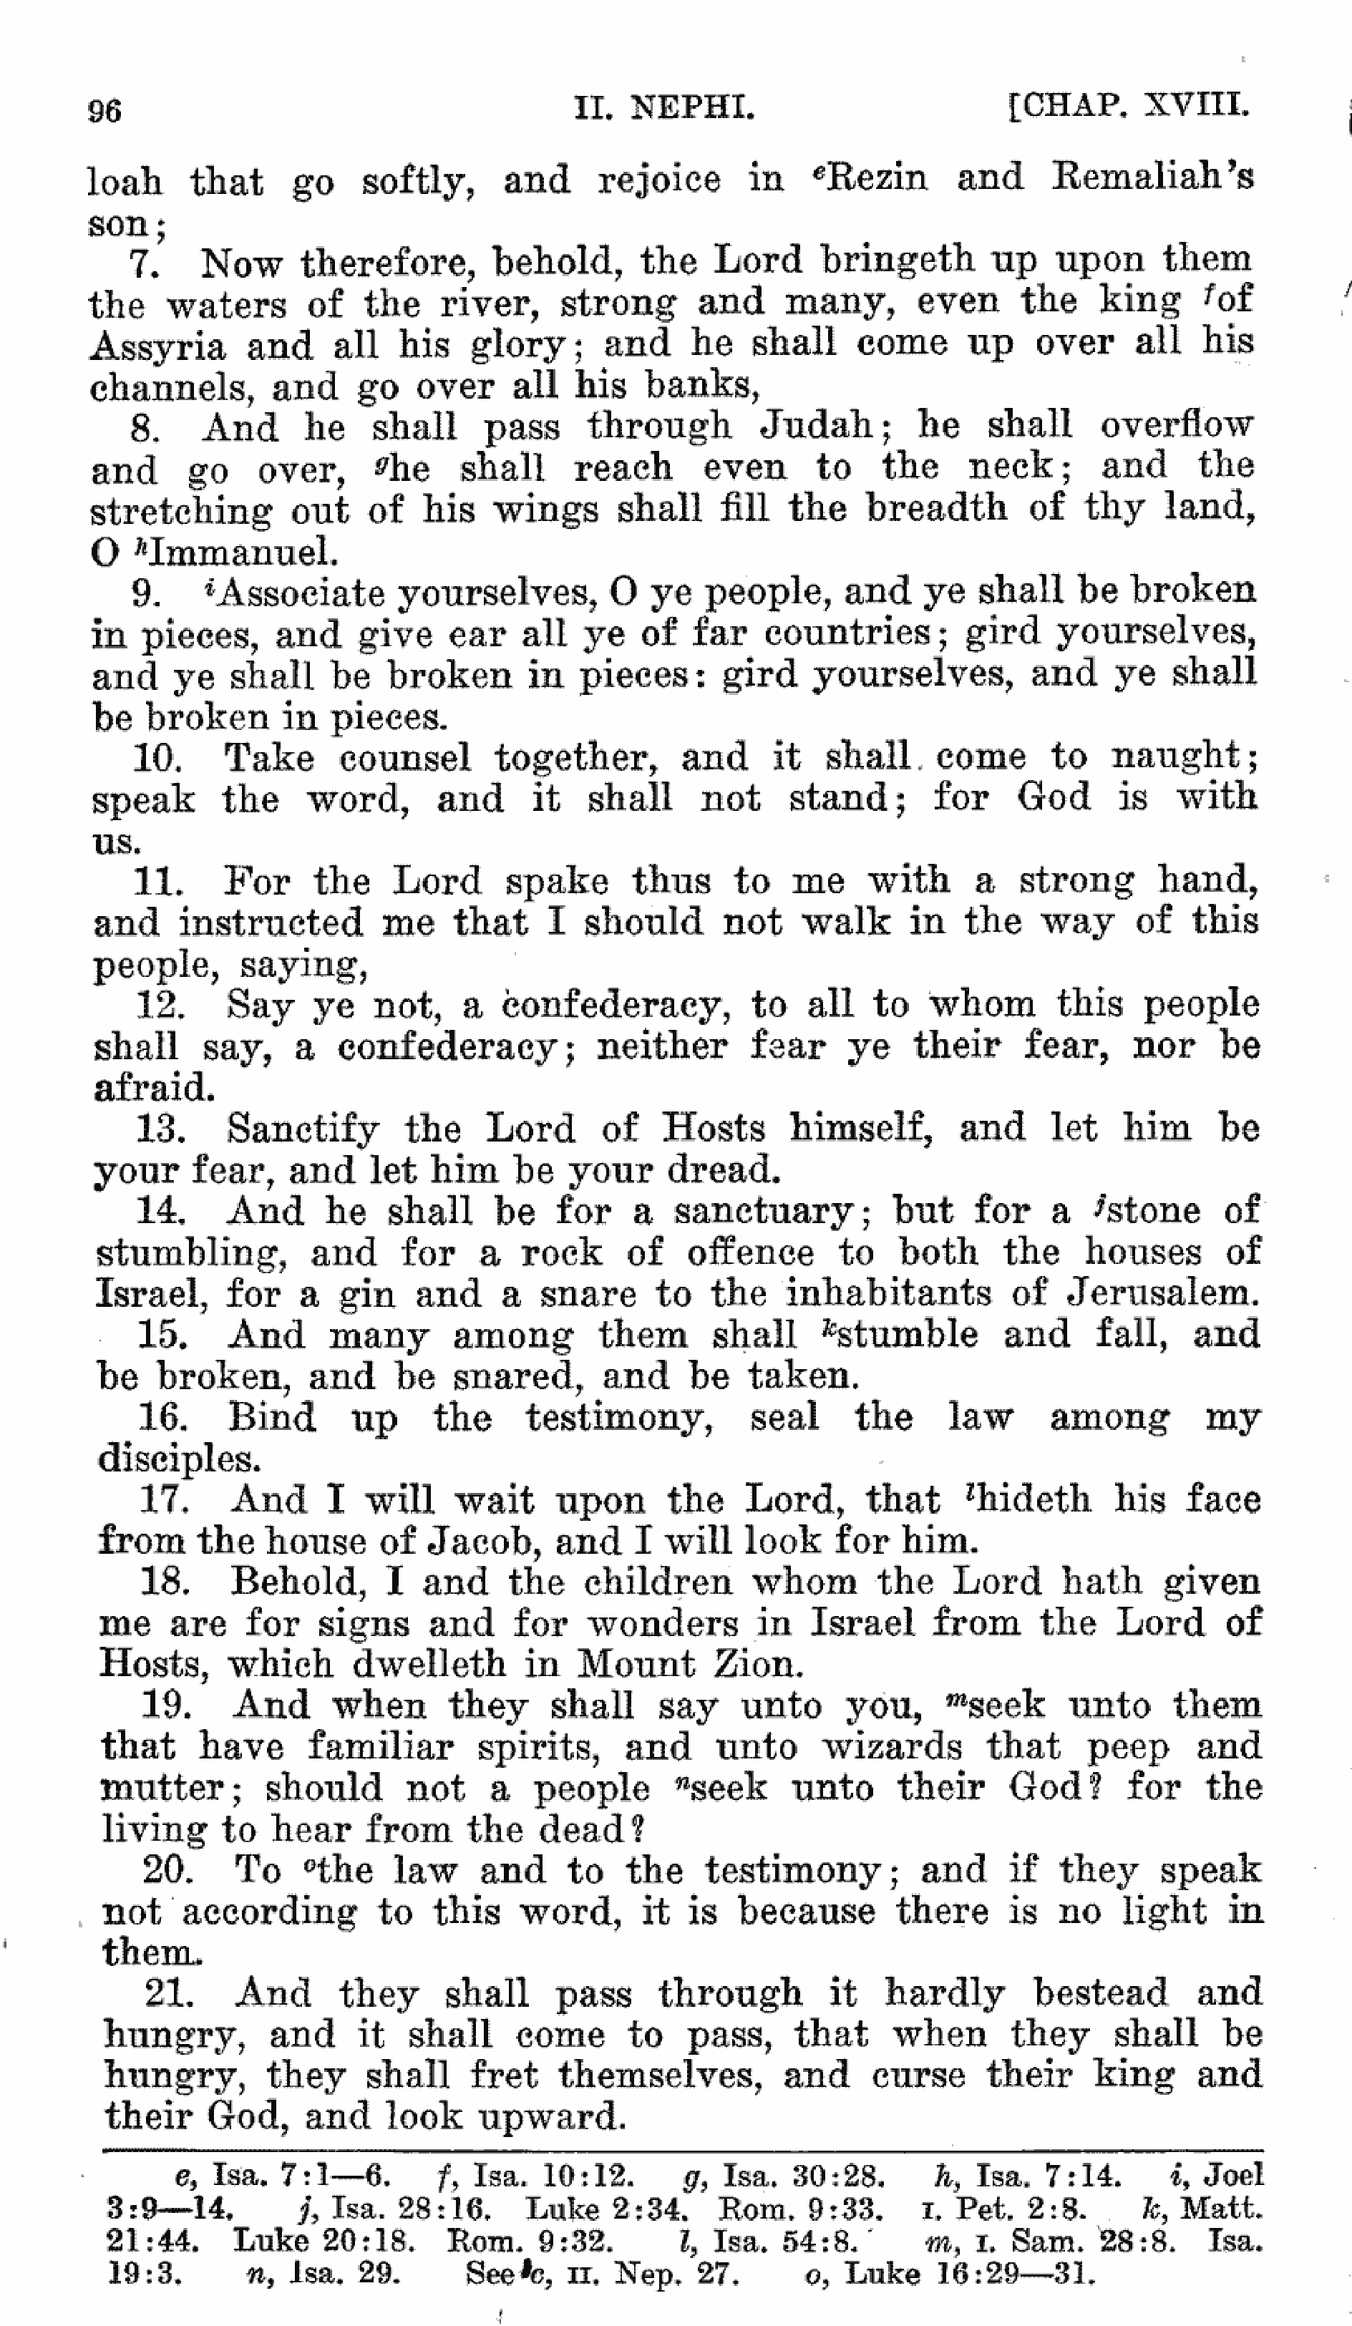 96 II. NEPHI. [CHAP. XVIII.
loah that go softly, and rejoice in eRezin and Remaliah's
son;
7. Now therefore, behold, the Lord bringeth up upon them
the waters of the river, strong and many, even the king fof
Assyria and all his glory; and he shall come up over all his
channels, and go over all his banks,
8. And he shall pass through Judah; he shall overflow
and go over, ghe shall reach even to the neck; and the
stretching out of his wings shall fill the breadth of thy land,
O hImmanuel.
9. iAssociate yourselves, O ye people, and ye shall be broken
in pieces, and give ear all ye of far countries; gird yourselves,
and ye shall be broken in pieces: gird yourselves, and ye shall
be broken in pieces.
10. Take counsel together, and it shall come to naught;
speak the word, and it shall not stand; for God is with
us.
11. For the Lord spake thus to me with a strong hand,
and instructed me that I should not walk in the way of this
people, saying,
12. Say ye not, a confederacy, to all to whom this people
shall say, a confederacy; neither fear ye their fear, nor be
afraid.
13. Sanctify the Lord of Hosts himself, and let him be
your fear, and let him be your dread.
14. And he shall be for a sanctuary; but for a jstone of
stumbling, and for a rock of offence to both the houses of
Israel, for a gin and a snare to the inhabitants of Jerusalem.
15. And many among them shall kstumble and fall, and
be broken, and be snared, and be taken.
16. Bind up the testimony, seal the law among my
disciples.
17. And I will wait upon the Lord, that lhideth his face
from the house of Jacob, and I will look for him.
18. Behold, I and the children whom the Lord hath given
me are for signs and for wonders in Israel from the Lord of
Hosts, which dwelleth in Mount Zion.
19. And when they shall say unto you, mseek unto them
that have familiar spirits, and unto wizards that peep and
mutter; should not a people nseek unto their God? for the
living to hear from the dead?
20. To othe law and to the testimony; and if they speak
not according to this word, it is because there is no light in
them.
21. And they shall pass through it hardly bestead and
hungry, and it shall come to pass, that when they shall be
hungry, they shall fret themselves, and curse their king and
their God, and look upward.
e, Isa. 7:1—6. f, Isa. 10:12. g, Isa. 30:28. h, Isa. 7:14. i, Joel
3:9—14. j, Isa. 28:16. Luke 2:34. Rom. 9:33. I. Pet. 2:8. k, Matt.
21:44. Luke 20:18. Rom. 9:32. l, Isa. 54:8. m, I. Sam. 28:8. Isa.
19:3. n, Isa. 29. See c, II. Nep. 27. o, Luke 16:29—31.